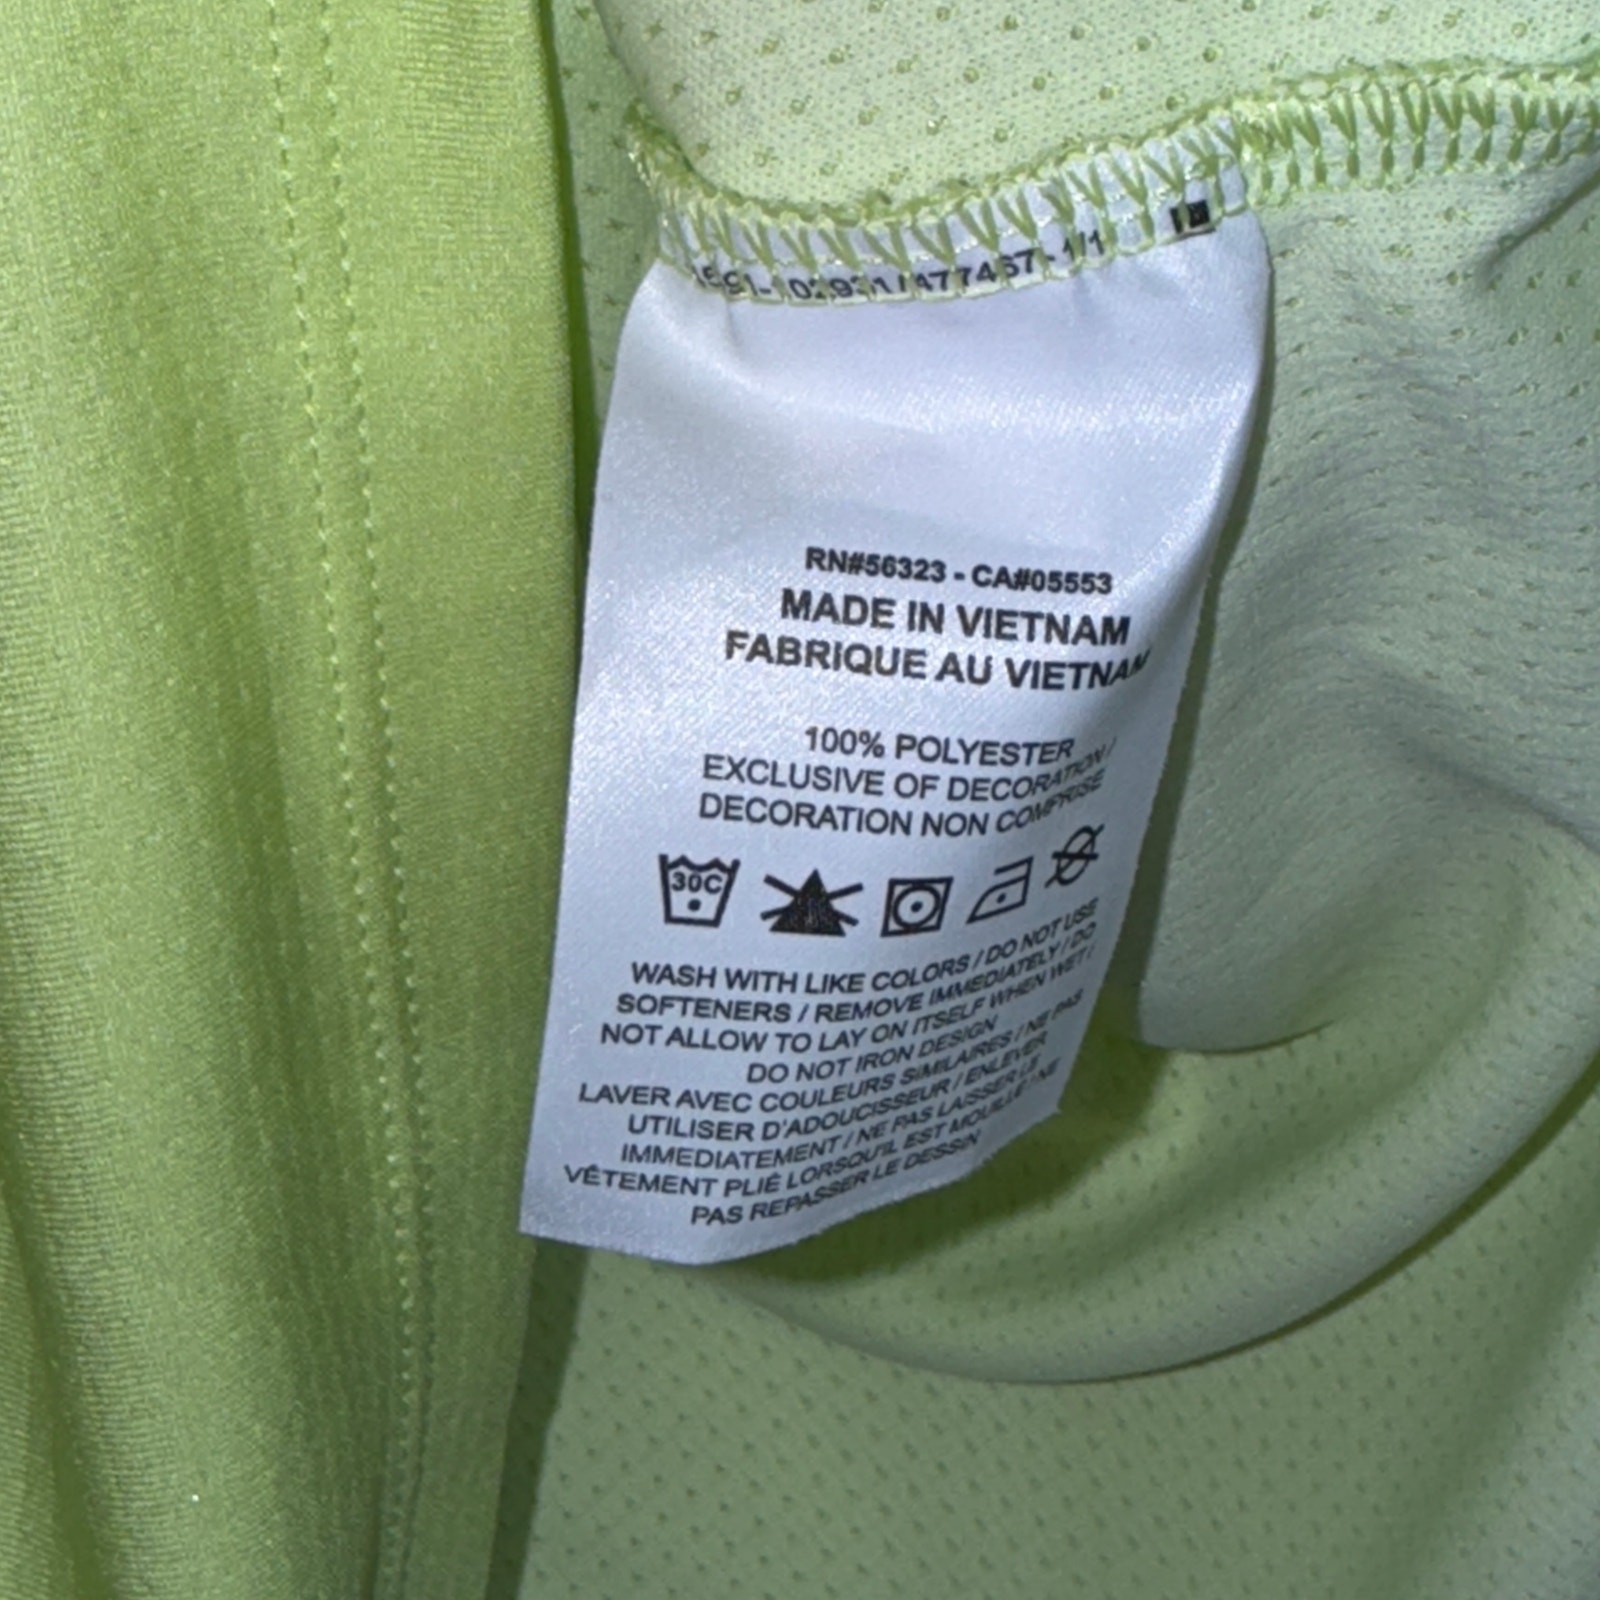 477467-1/1
RN#56323 - CA#05553
MADE IN VIETNAM
FABRIQUE AU VIETNAM
100% POLYESTER /
EXCLUSIVE OF DECORATION /
DECORATION NON COMPRISE
30C
WASH WITH LIKE COLORS / DO NOT USE
SOFTENERS / REMOVE IMMEDIATELY / DO
NOT ALLOW TO LAY ON ITSELF WHEN WET /
DO NOT IRON DESIGN
LAVER AVEC COULEURS SIMILAIRES / NE PAS
UTILISER D'ADOUCISSEUR / ENLEVER
IMMEDIATEMENT / NE PAS LAISSER LE
VÊTEMENT PLIÉ LORSQU'IL EST MOUILLÉ / NE
PAS REPASSER LE DESSIN